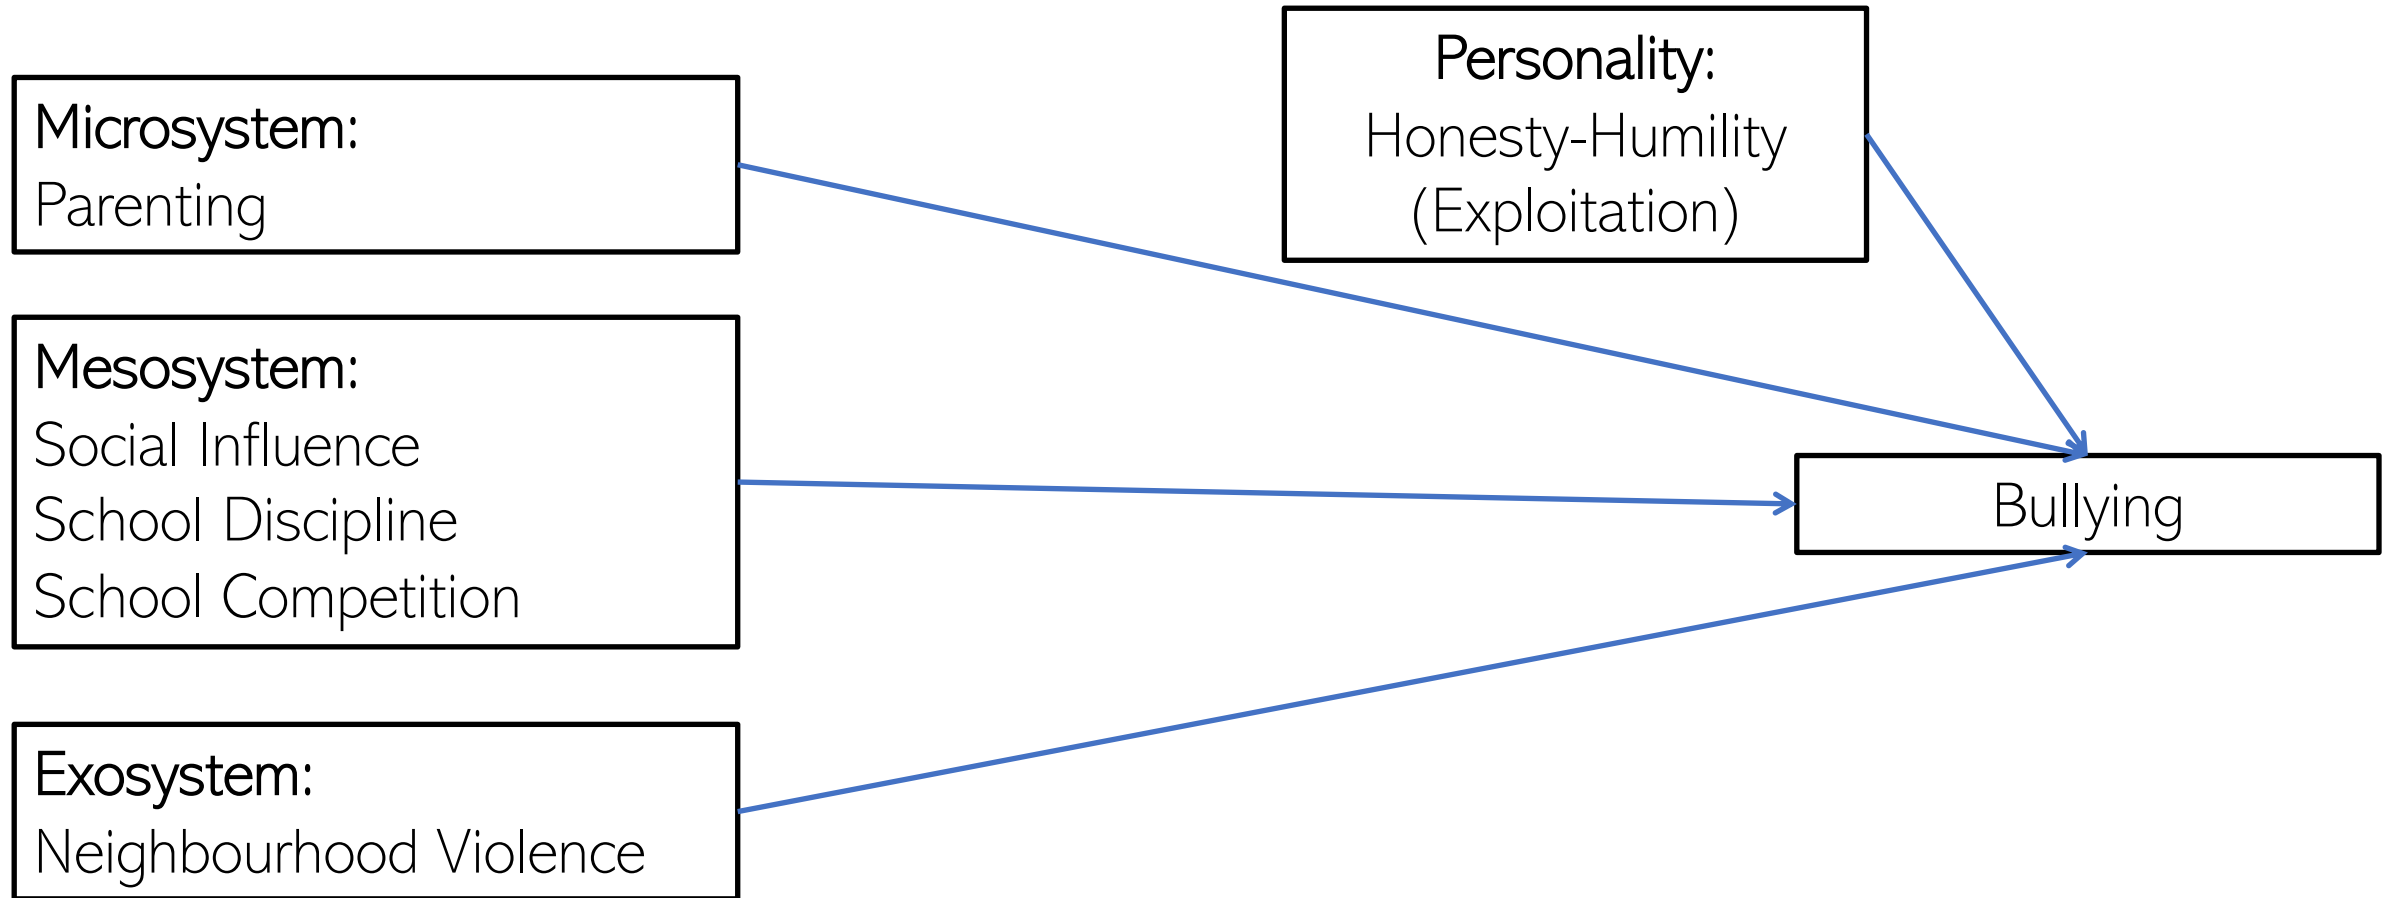 Microsystem:
Parenting
Personality:
Honesty-Humility
(Exploitation)
Mesosystem:
Social Influence
School Discipline
School Competition
Bullying
Exosystem:
Neighbourhood Violence